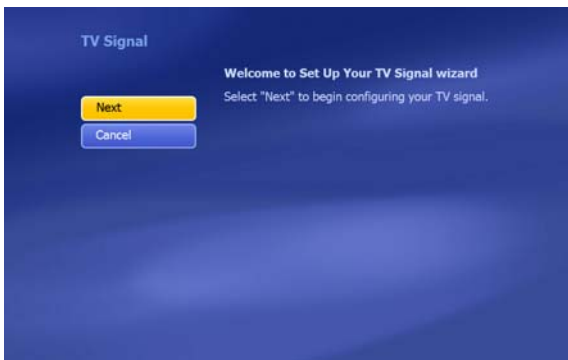 TV Signal
Welcome to Set Up Your TV Signal wizard
Select "Next" to begin configuring your TV signal.
Next
Cancel